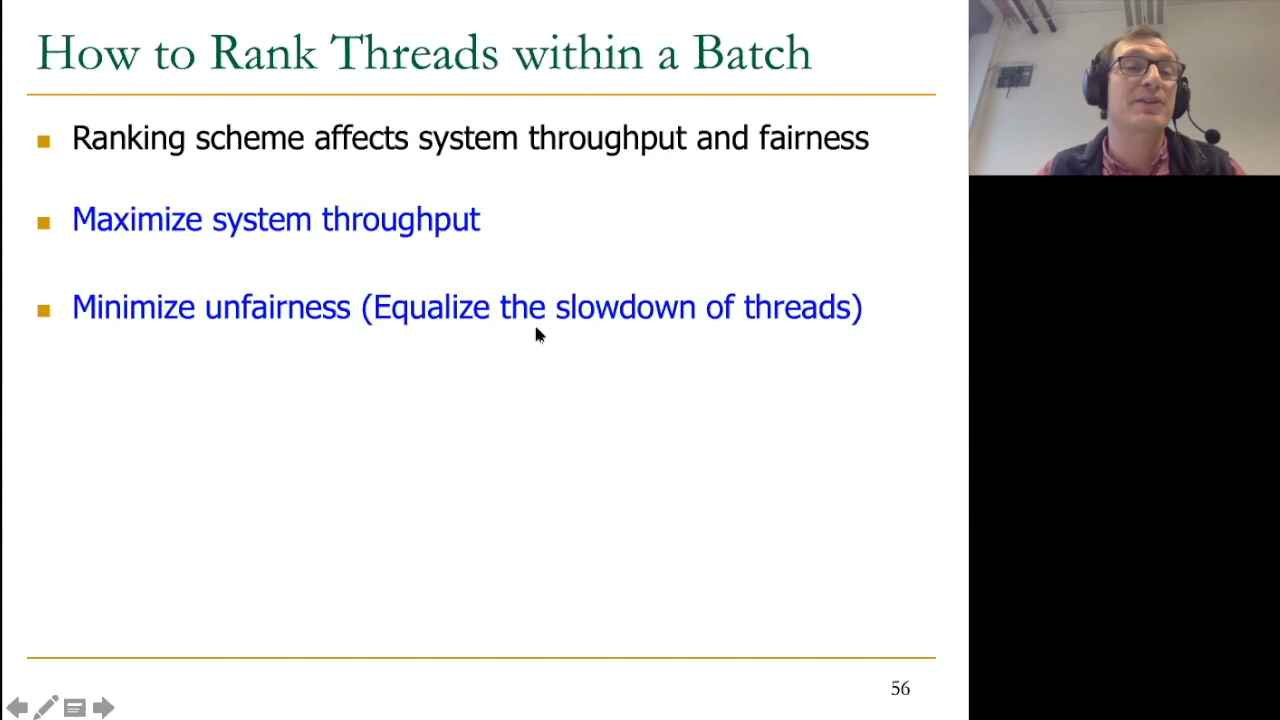 How to Rank Threads within a Batch
Ranking scheme affects system throughput and fairness
Maximize system throughput
Minimize unfairness (Equalize the slowdown of threads)
56